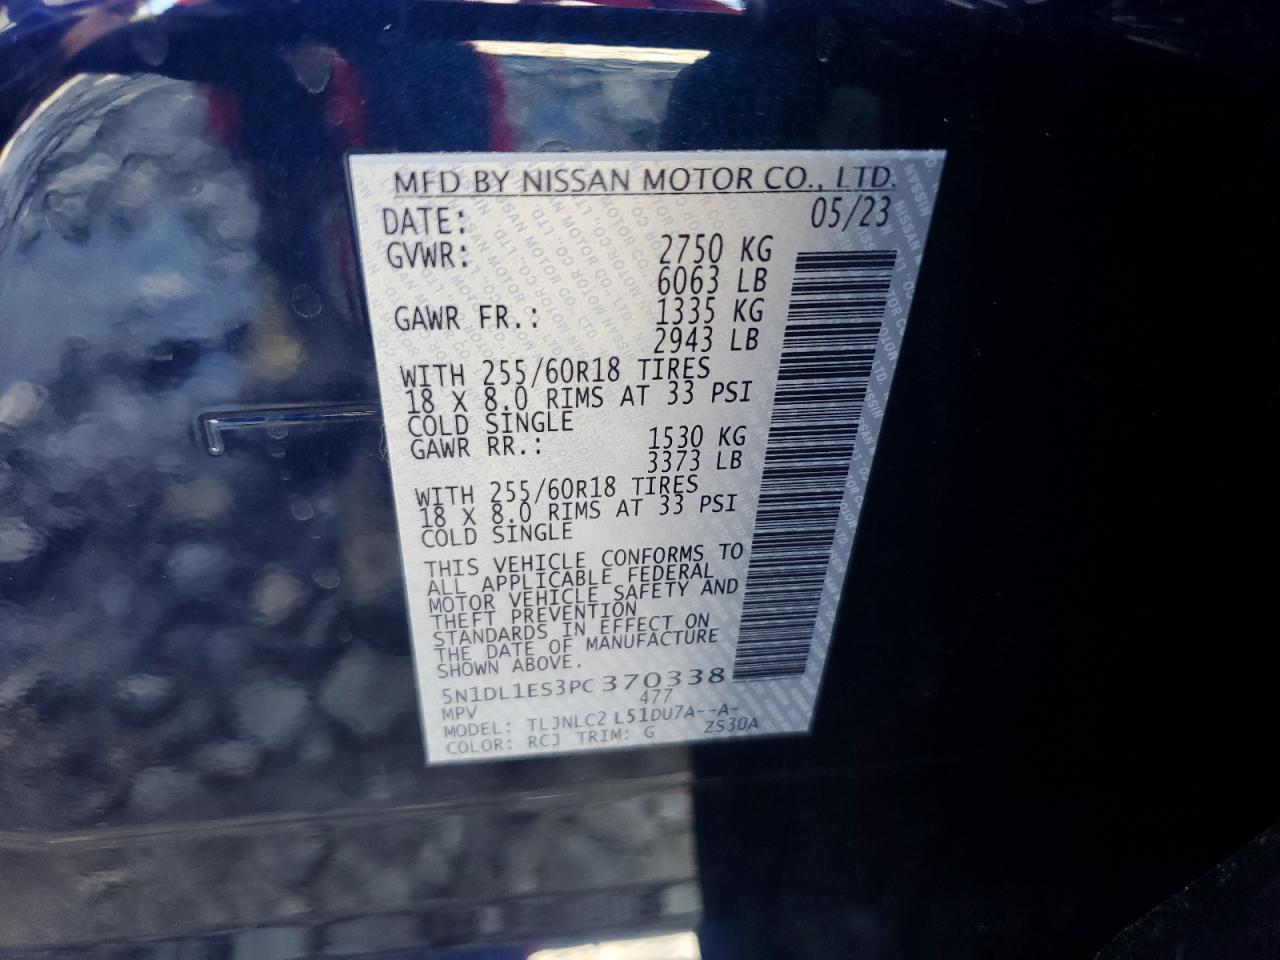 MFD BY NISSAN MOTOR CO., LTD.
DATE: 05/23
GVWR: 2750 KG
6063 LB
GAWR FR.: 1335 KG
2943 LB
WITH 255/60R18 TIRES
18 X 8.0 RIMS AT 33 PSI
COLD SINGLE
GAWR RR.: 1530 KG
3373 LB
WITH 255/60R18 TIRES
18 X 8.0 RIMS AT 33 PSI
COLD SINGLE
THIS VEHICLE CONFORMS TO
ALL APPLICABLE FEDERAL
MOTOR VEHICLE SAFETY AND
THEFT PREVENTION
STANDARDS IN EFFECT ON
THE DATE OF MANUFACTURE
SHOWN ABOVE.
5N1DL1ES3PC370338
MPV 477
MODEL: TLJNLC2 L51DU7A--A-
COLOR: RCJ TRIM: G ZS30A